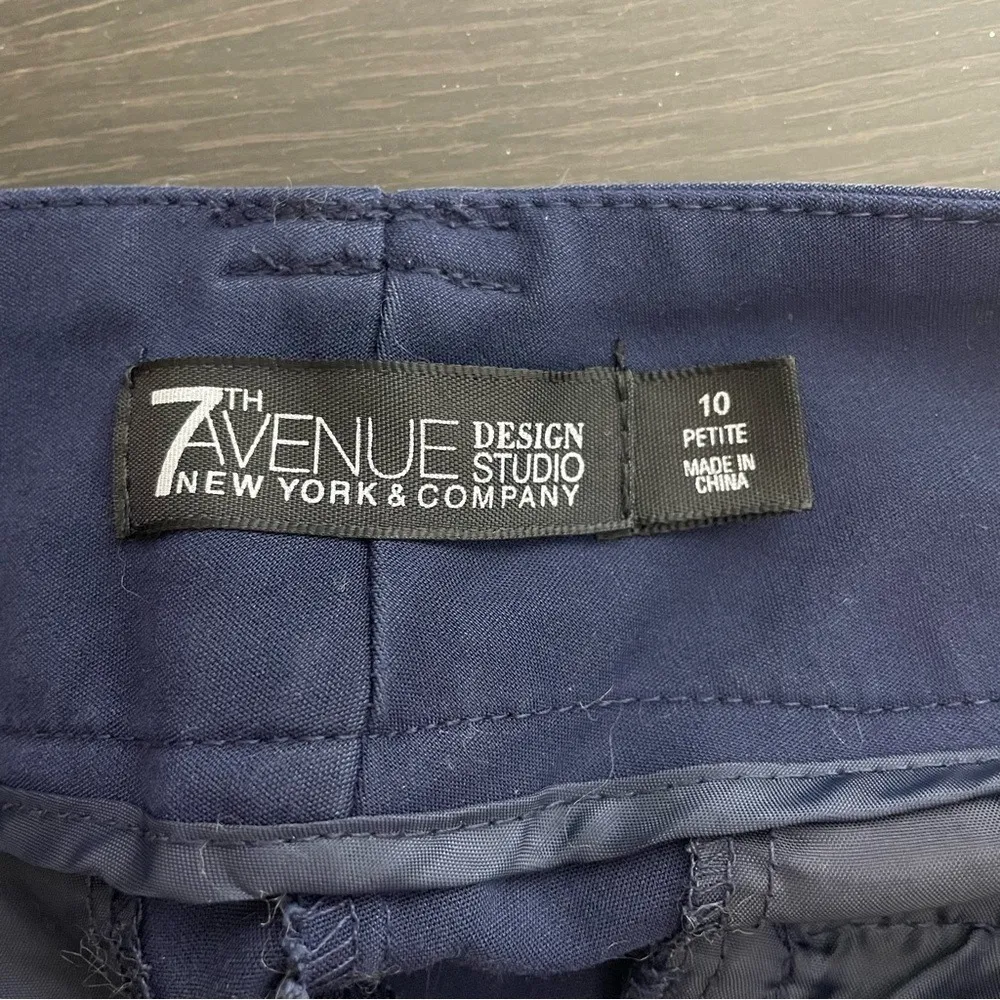 7TH AVENUE DESIGN STUDIO
NEW YORK & COMPANY
10
PETITE
MADE IN
CHINA